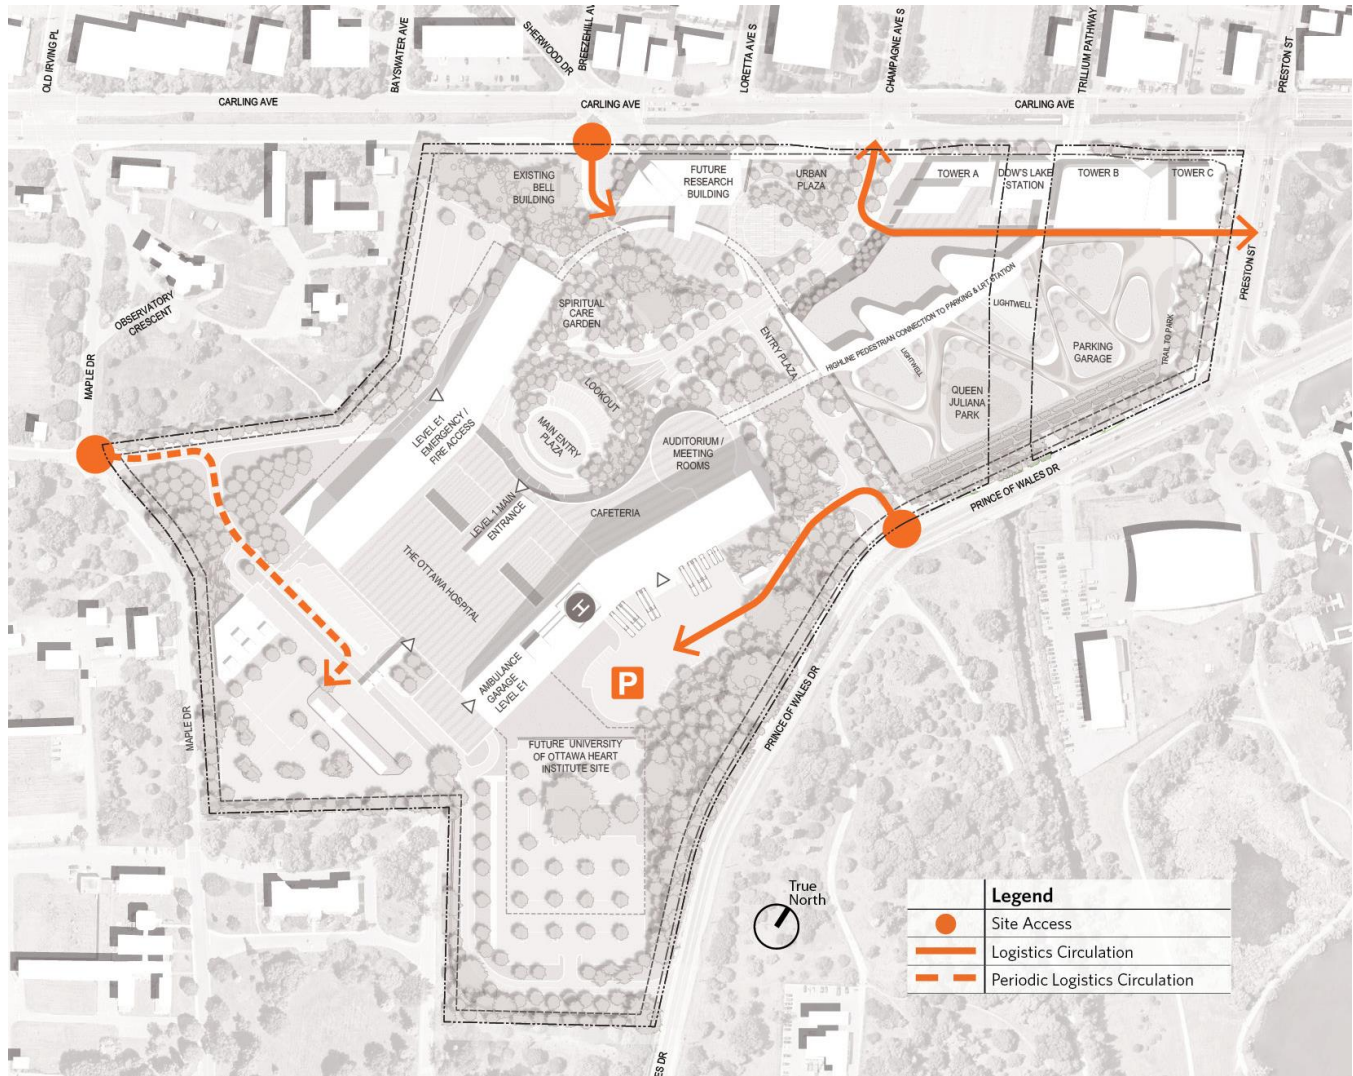 OLD IRVING PL
BAYSWATER AVE
SHERWOOD DR
BREEZEHILL AV
LORETTA AVE S
CHAMPAGNE AVE S
TRILLIUM PATHWAY
PRESTON ST
CARLING AVE
CARLING AVE
CARLING AVE
EXISTING
BELL
BUILDING
FUTURE
RESEARCH
BUILDING
URBAN
PLAZA
TOWER A
DOW'S LAKE
STATION
TOWER B
TOWER C
PRESTON ST
OBSERVATORY
CRESCENT
MAPLE DR
SPIRITUAL
CARE
GARDEN
ENTRY PLAZA
HIGHLINE PEDESTRIAN CONNECTION TO PARKING & LRT STATION
LIGHTWELL
LIGHTWELL
PARKING
GARAGE
TRAIL TO PARK
QUEEN
JULIANA
PARK
LOOKOUT
MAIN ENTRY
PLAZA
LEVEL E1
EMERGENCY /
FIRE ACCESS
AUDITORIUM /
MEETING
ROOMS
LEVEL 1 MAIN
ENTRANCE
CAFETERIA
PRINCE OF WALES DR
THE OTTAWA HOSPITAL
H
AMBULANCE
GARAGE
LEVEL E1
P
PRINCE OF WALES DR
MAPLE DR
FUTURE UNIVERSITY
OF OTTAWA HEART
INSTITUTE SITE
True
North
Legend
Site Access
Logistics Circulation
Periodic Logistics Circulation
ES DR